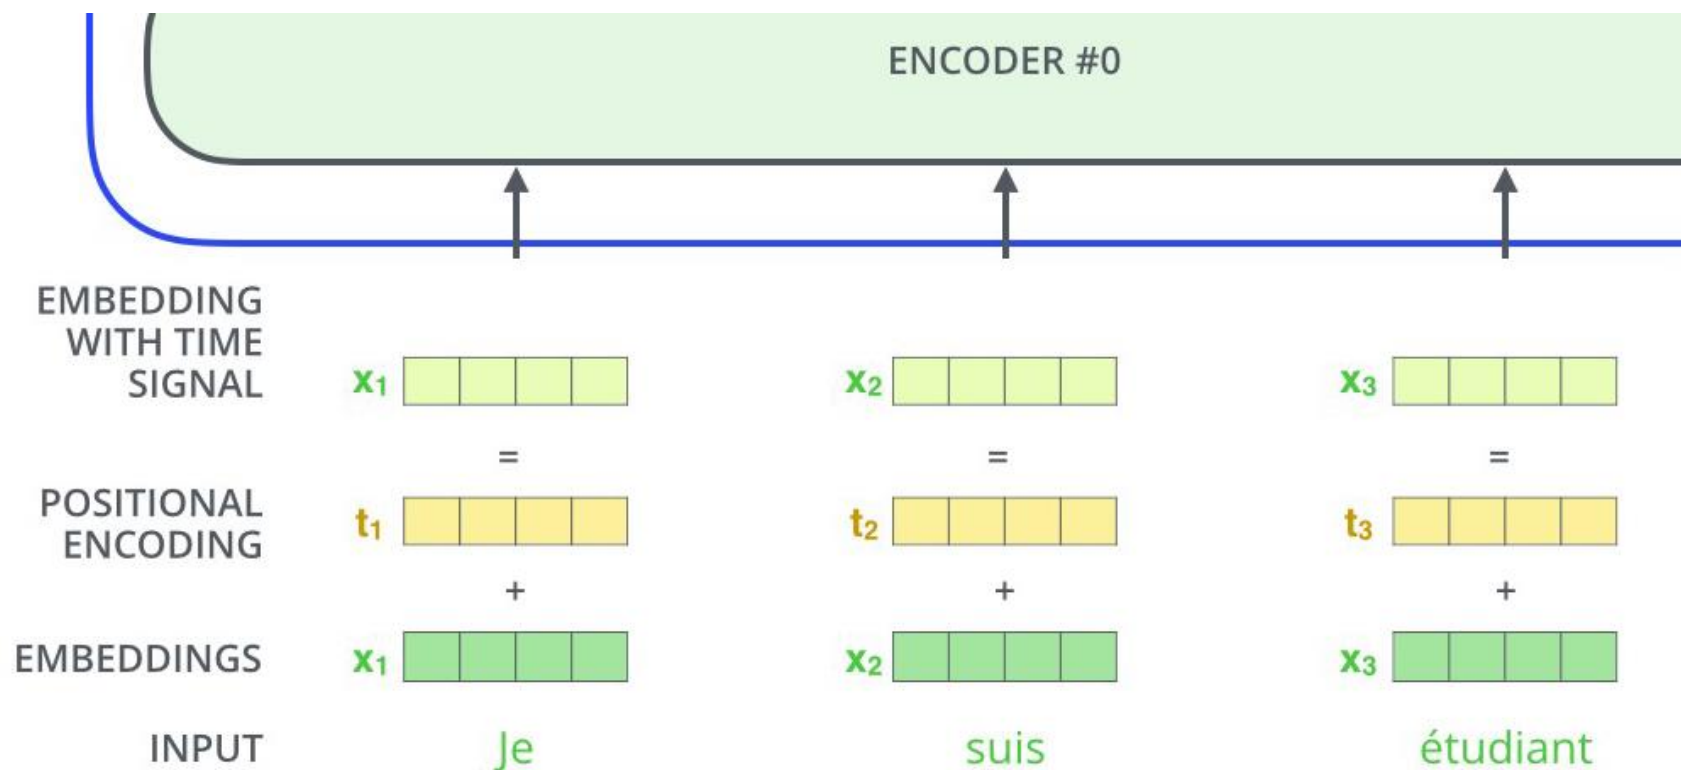 ENCODER #0
EMBEDDING
WITH TIME
SIGNAL
x₁ x₂ x₃
= = =
POSITIONAL
ENCODING
t₁ t₂ t₃
+ + +
EMBEDDINGS x₁ x₂ x₃
INPUT Je suis étudiant